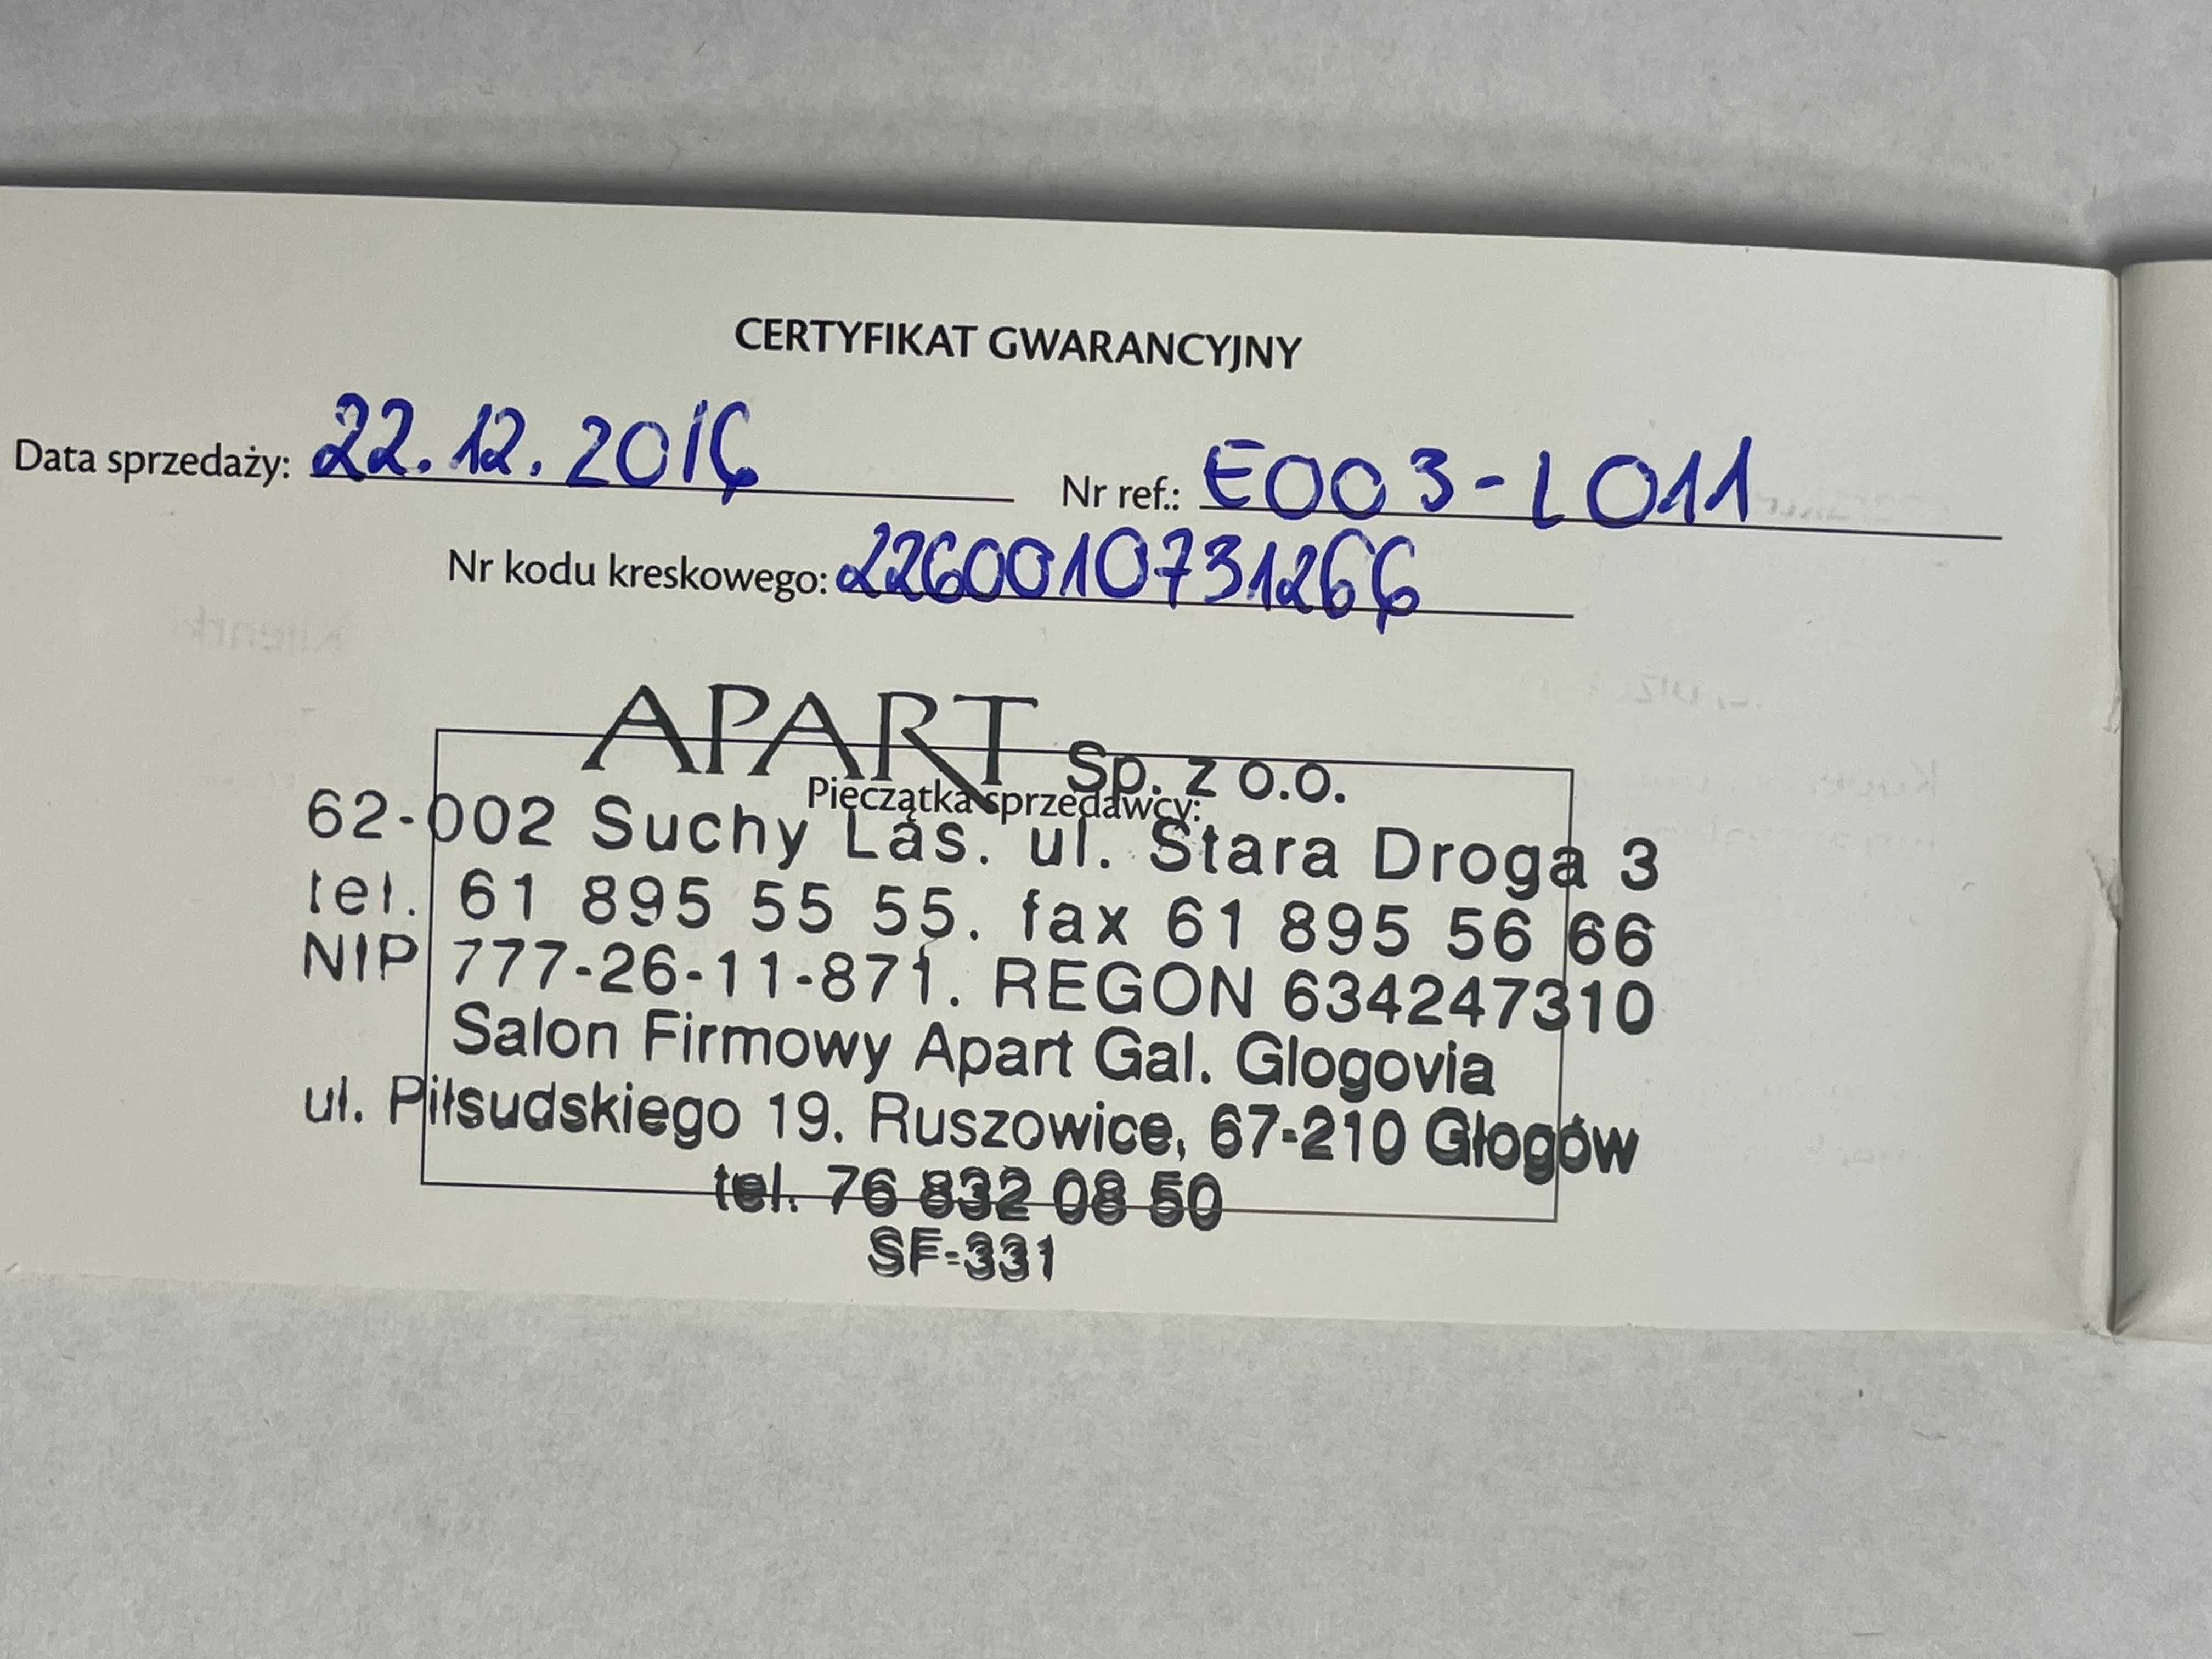 CERTYFIKAT GWARANCYJNY
Data sprzedaży: 22.12.2016 Nr ref.: E003-L011
Nr kodu kreskowego: 2260010731266
APART Sp. z o.o.
Pieczątka sprzedawcy:
62-002 Suchy Las. ul. Stara Droga 3
tel. 61 895 55 55. fax 61 895 56 66
NIP 777-26-11-871. REGON 634247310
Salon Firmowy Apart Gal. Glogovia
ul. Piłsudskiego 19. Ruszowice, 67-210 Głogów
tel. 76 832 08 50
SF-331